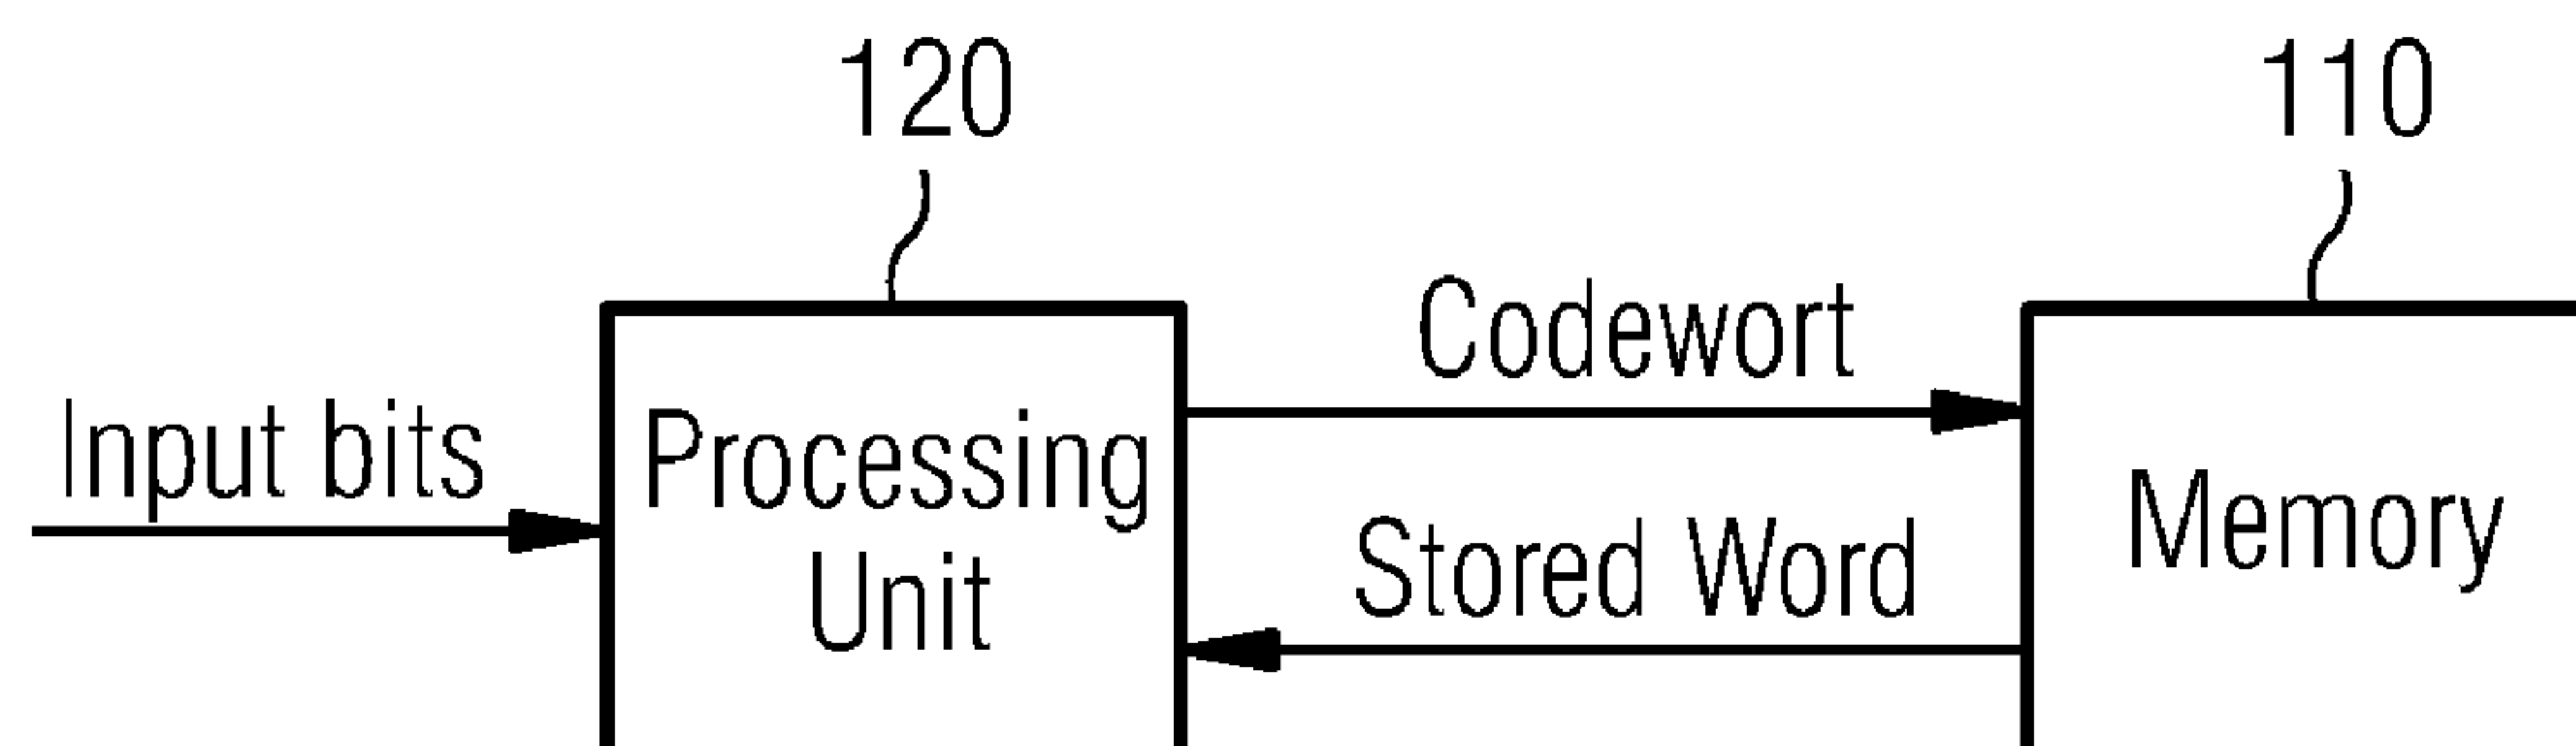 120
110
Codewort
Input bits
Processing
Unit
Stored Word
Memory